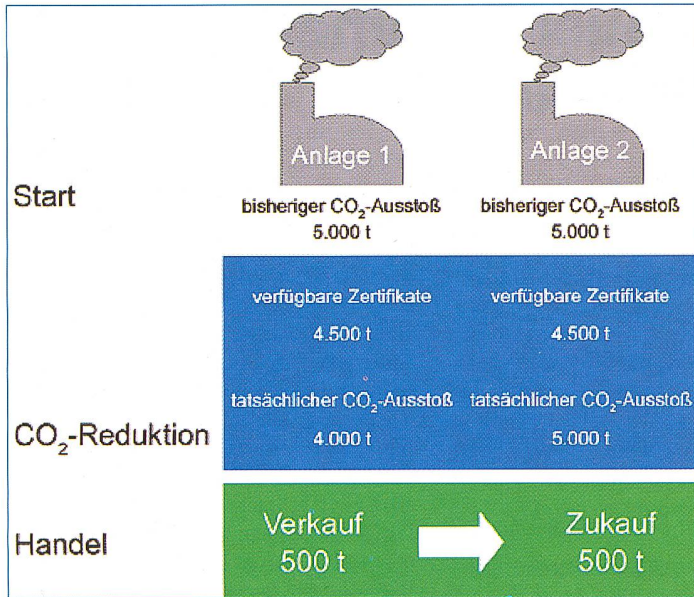 Anlage 1
Anlage 2
Start
bisheriger CO₂-Ausstoß
5.000 t
bisheriger CO₂-Ausstoß
5.000 t
verfügbare Zertifikate
4.500 t
verfügbare Zertifikate
4.500 t
CO₂-Reduktion
tatsächlicher CO₂-Ausstoß
4.000 t
tatsächlicher CO₂-Ausstoß
5.000 t
Handel
Verkauf
500 t
Zukauf
500 t